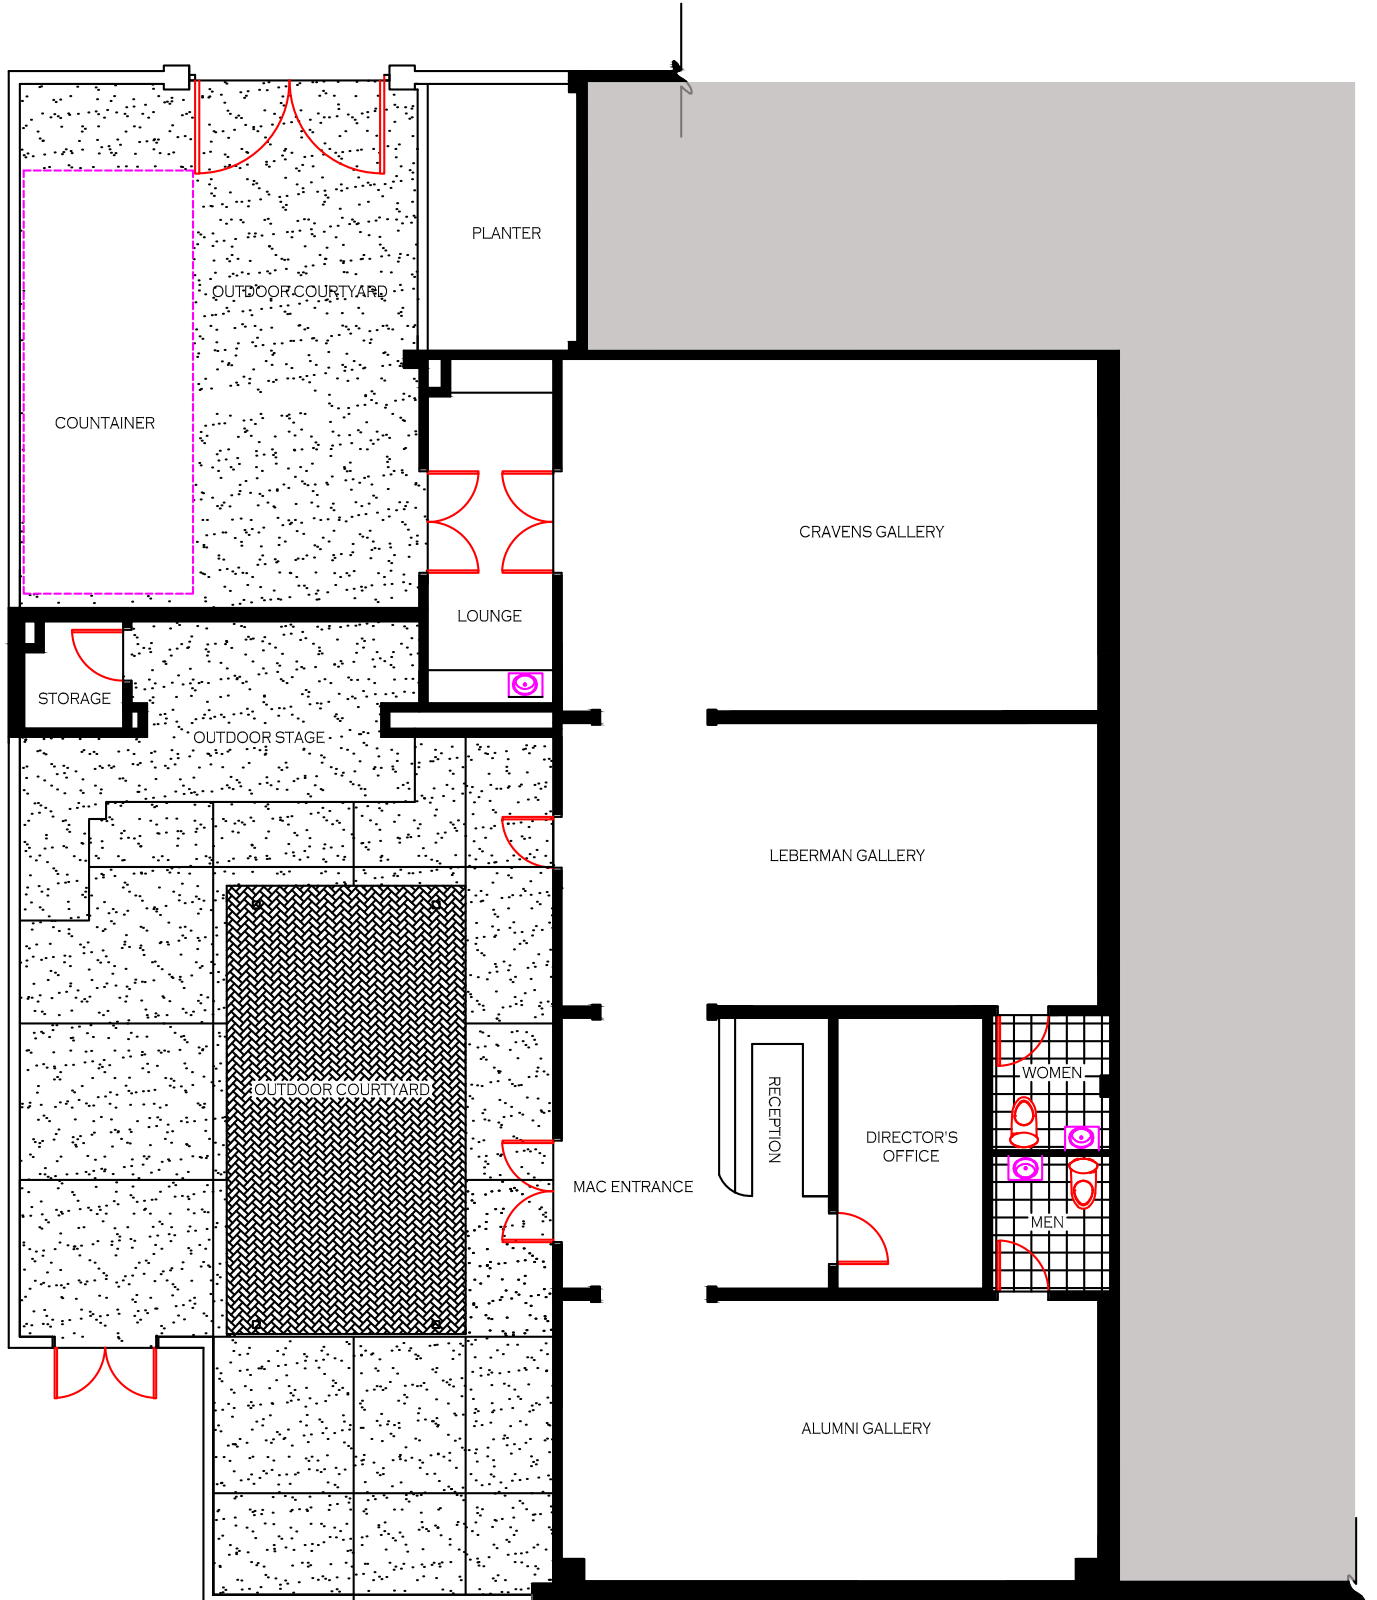 PLANTER
OUTDOOR COURTYARD
COUNTAINER
CRAVENS GALLERY
LOUNGE
STORAGE
OUTDOOR STAGE
LEBERMAN GALLERY
WOMEN
OUTDOOR COURTYARD
RECEPTION
DIRECTOR'S
OFFICE
MAC ENTRANCE
MEN
ALUMNI GALLERY